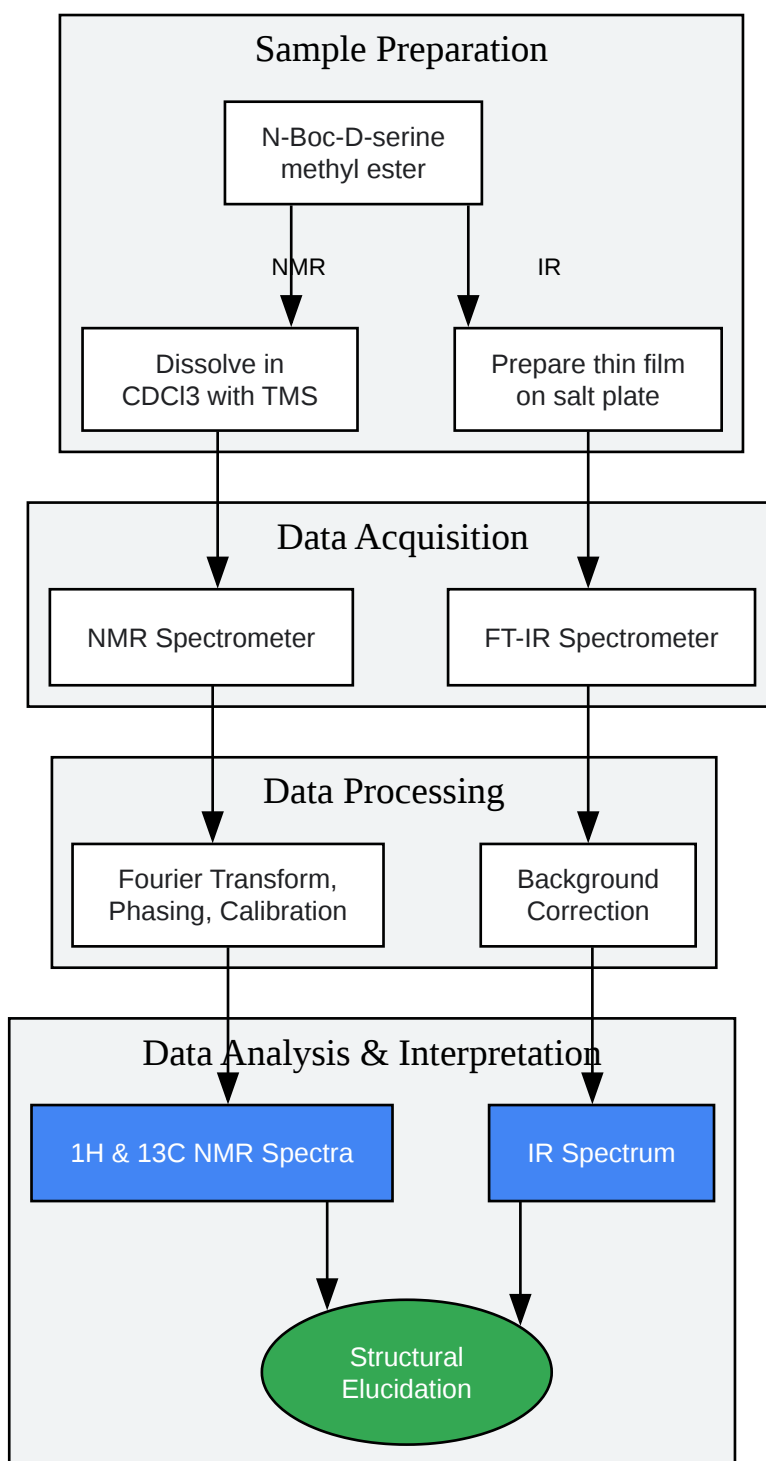 Sample Preparation
N-Boc-D-serine
methyl ester
NMR
IR
Dissolve in
CDCl3 with TMS
Prepare thin film
on salt plate
Data Acquisition
NMR Spectrometer
FT-IR Spectrometer
Data Processing
Fourier Transform,
Phasing, Calibration
Background
Correction
Data Analysis & Interpretation
1H & 13C NMR Spectra
IR Spectrum
Structural
Elucidation